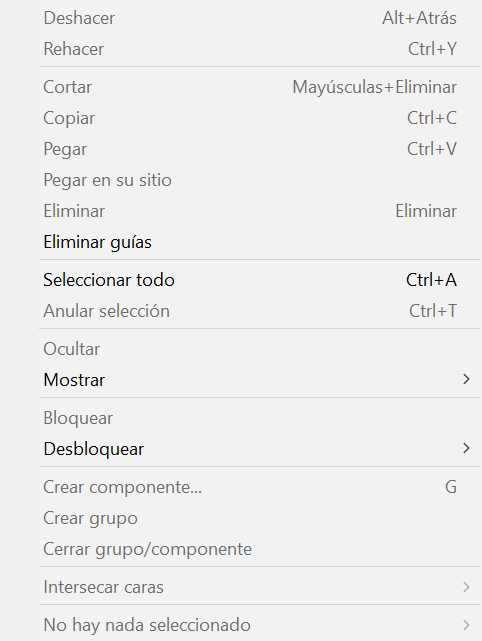 Deshacer Alt+Atrás
Rehacer Ctrl+Y
Cortar Mayúsculas+Eliminar
Copiar Ctrl+C
Pegar Ctrl+V
Pegar en su sitio
Eliminar Eliminar
Eliminar guías
Seleccionar todo Ctrl+A
Anular selección Ctrl+T
Ocultar
Mostrar
Bloquear
Desbloquear
Crear componente... G
Crear grupo
Cerrar grupo/componente
Intersecar caras
No hay nada seleccionado